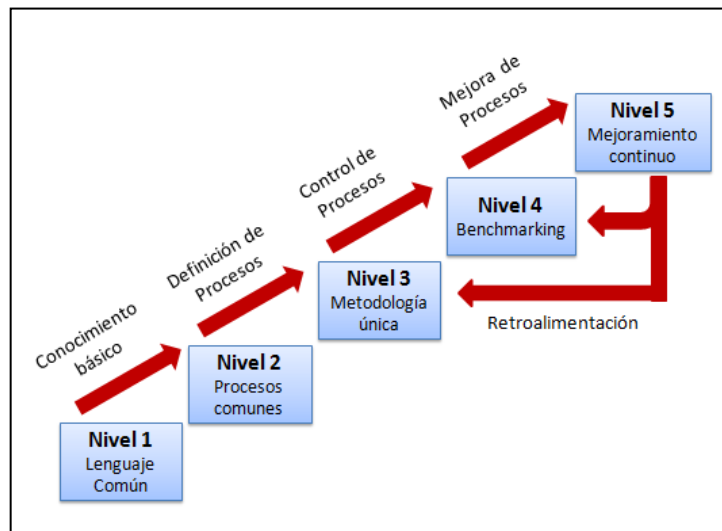 Nivel 1
Lenguaje
Común
Conocimiento
básico
Nivel 2
Procesos
comunes
Definición de
Procesos
Nivel 3
Metodología
única
Control de
Procesos
Nivel 4
Benchmarking
Mejora de
Procesos
Nivel 5
Mejoramiento
continuo
Retroalimentación